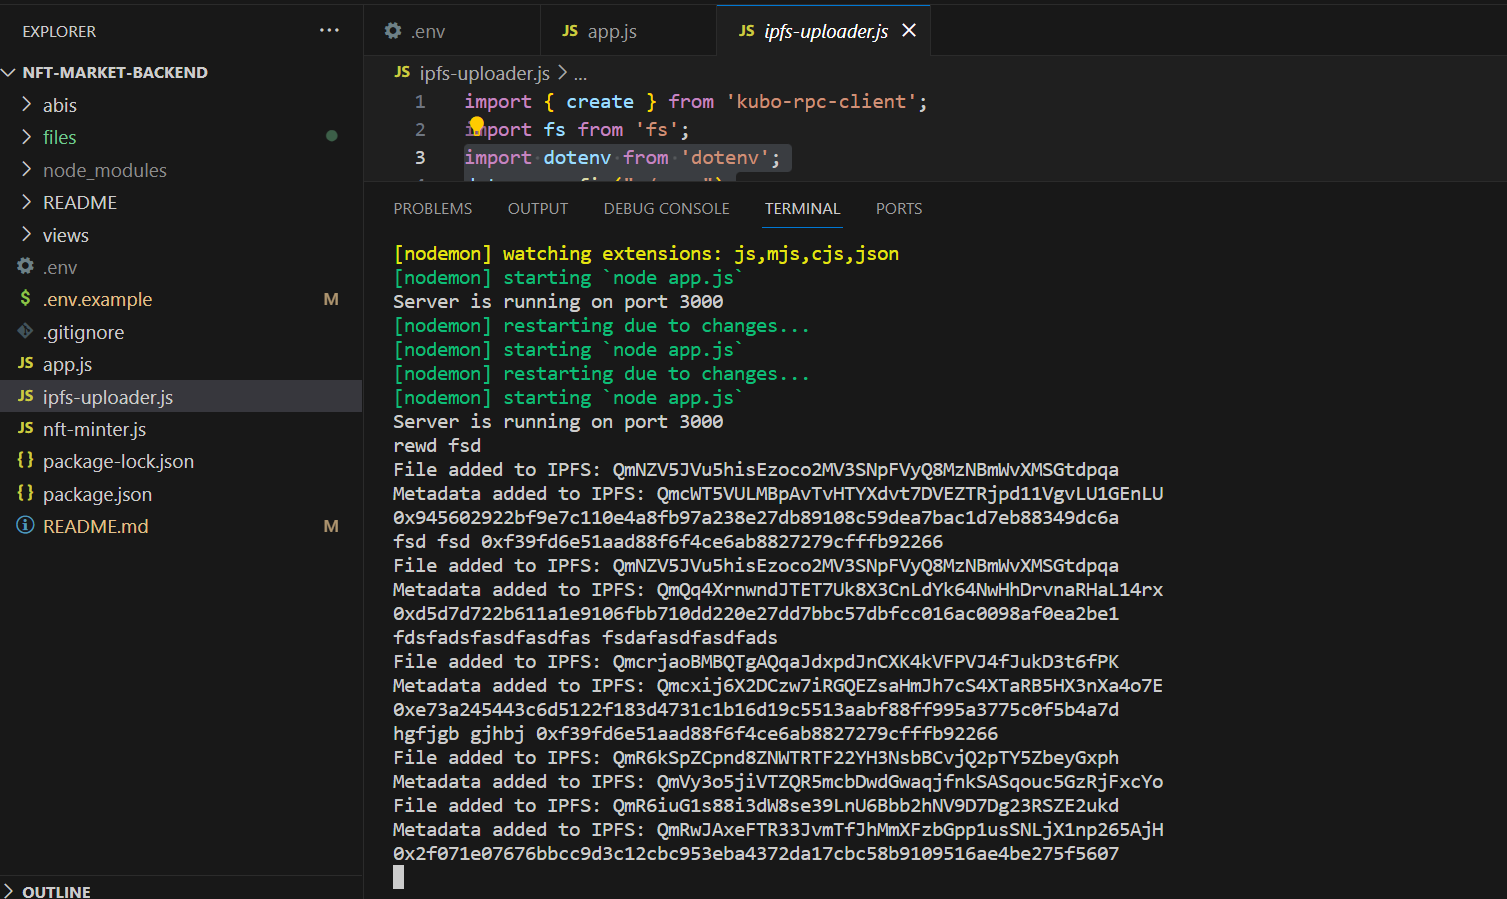 EXPLORER
NFT-MARKET-BACKEND
abis
files
node_modules
README
views
.env
.env.example M
.gitignore
app.js
ipfs-uploader.js
nft-minter.js
package-lock.json
package.json
README.md M
OUTLINE
.env
JS app.js
JS ipfs-uploader.js
JS ipfs-uploader.js > ...
1 import { create } from 'kubo-rpc-client';
2 import fs from 'fs';
3 import dotenv from 'dotenv';
PROBLEMS OUTPUT DEBUG CONSOLE TERMINAL PORTS
[nodemon] watching extensions: js,mjs,cjs,json
[nodemon] starting `node app.js`
Server is running on port 3000
[nodemon] restarting due to changes...
[nodemon] starting `node app.js`
[nodemon] restarting due to changes...
[nodemon] starting `node app.js`
Server is running on port 3000
rewd fsd
File added to IPFS: QmNZV5JVu5hisEzoco2MV3SNpFVyQ8MzNBmWvXMSGtdpqa
Metadata added to IPFS: QmcWT5VULMBpAvTvHTYXdvt7DVEZTRjpd11VgvLU1GEnLU
0x945602922bf9e7c110e4a8fb97a238e27db89108c59dea7bac1d7eb88349dc6a
fsd fsd 0xf39fd6e51aad88f6f4ce6ab8827279cfffb92266
File added to IPFS: QmNZV5JVu5hisEzoco2MV3SNpFVyQ8MzNBmWvXMSGtdpqa
Metadata added to IPFS: QmQq4XrnwndJTET7Uk8X3CnLdYk64NwHhDrvnaRHaL14rx
0xd5d7d722b611a1e9106fbb710dd220e27dd7bbc57dbfcc016ac0098af0ea2be1
fdsfadsfasdfasdfas fsdafasdfasdfads
File added to IPFS: QmcrjaoBMBQTgAQqaJdxpdJnCXK4kVFPVJ4fJukD3t6fPK
Metadata added to IPFS: Qmcxij6X2DCzw7iRGQEZsaHmJh7cS4XTaRB5HX3nXa4o7E
0xe73a245443c6d5122f183d4731c1b16d19c5513aabf88ff995a3775c0f5b4a7d
hgfjgb gjhbj 0xf39fd6e51aad88f6f4ce6ab8827279cfffb92266
File added to IPFS: QmR6kSpZCpnd8ZNWTRTF22YH3NsbBCvjQ2pTY5ZbeyGxph
Metadata added to IPFS: QmVy3o5jiVTZQR5mcbDwdGwaqjfnkSASqouc5GzRjFxcYo
File added to IPFS: QmR6iuG1s88i3dW8se39LnU6Bbb2hNV9D7Dg23RSZE2ukd
Metadata added to IPFS: QmRwJAxeFTR33JvmTfJhMmXFzbGpp1usSNLjX1np265AjH
0x2f071e07676bbcc9d3c12cbc953eba4372da17cbc58b9109516ae4be275f5607